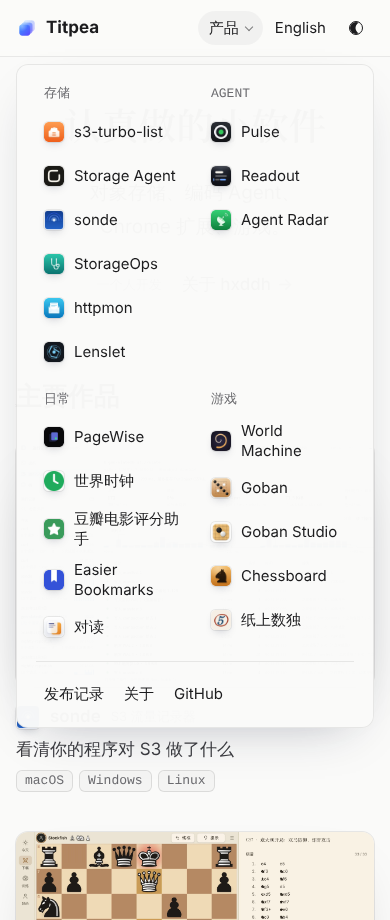 Titpea
产品
English
存储
s3-turbo-list
Storage Agent
sonde
StorageOps
httpmon
Lenslet
AGENT
Pulse
Readout
Agent Radar
日常
PageWise
世界时钟
豆瓣电影评分助
手
Easier
Bookmarks
对读
游戏
World
Machine
Goban
Goban Studio
Chessboard
纸上数独
发布记录 关于 GitHub
看清你的程序对 S3 做了什么
macOS Windows Linux
Stockfish